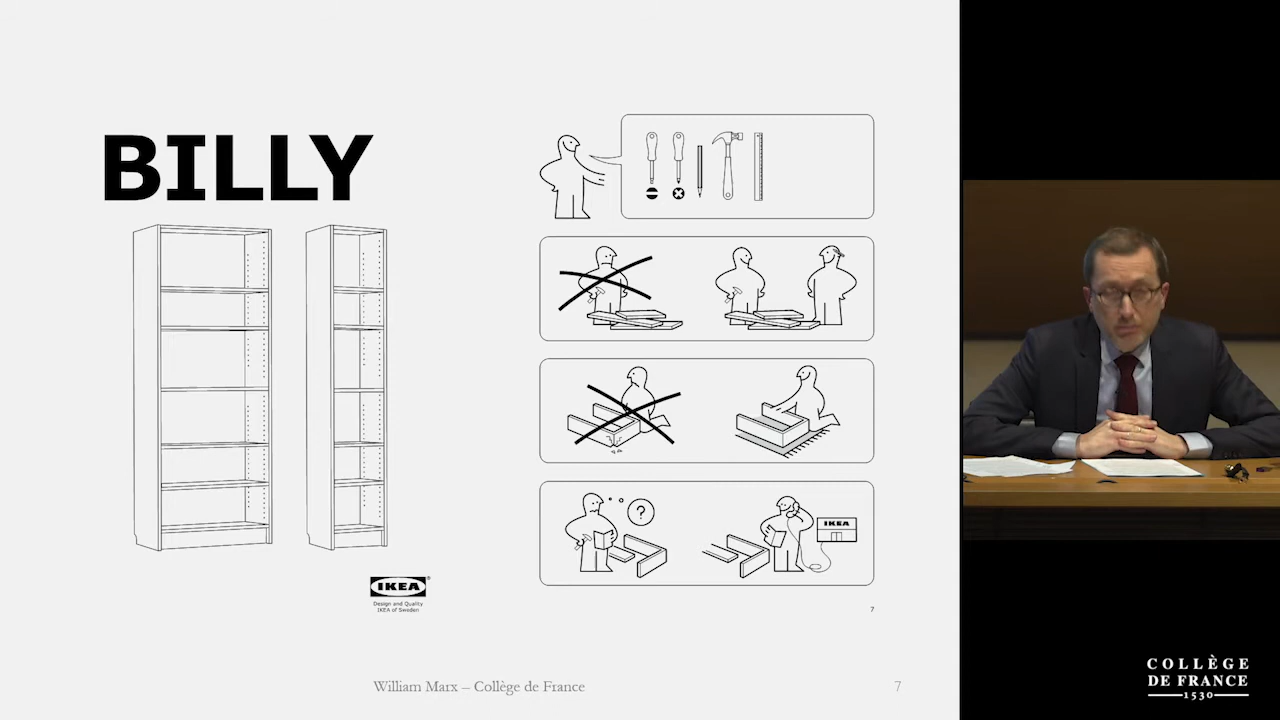 BILLY
IKEA
®
Design and Quality
IKEA of Sweden
?
IKEA
7
William Marx – Collège de France
7
COLLÈGE
DE FRANCE
1530